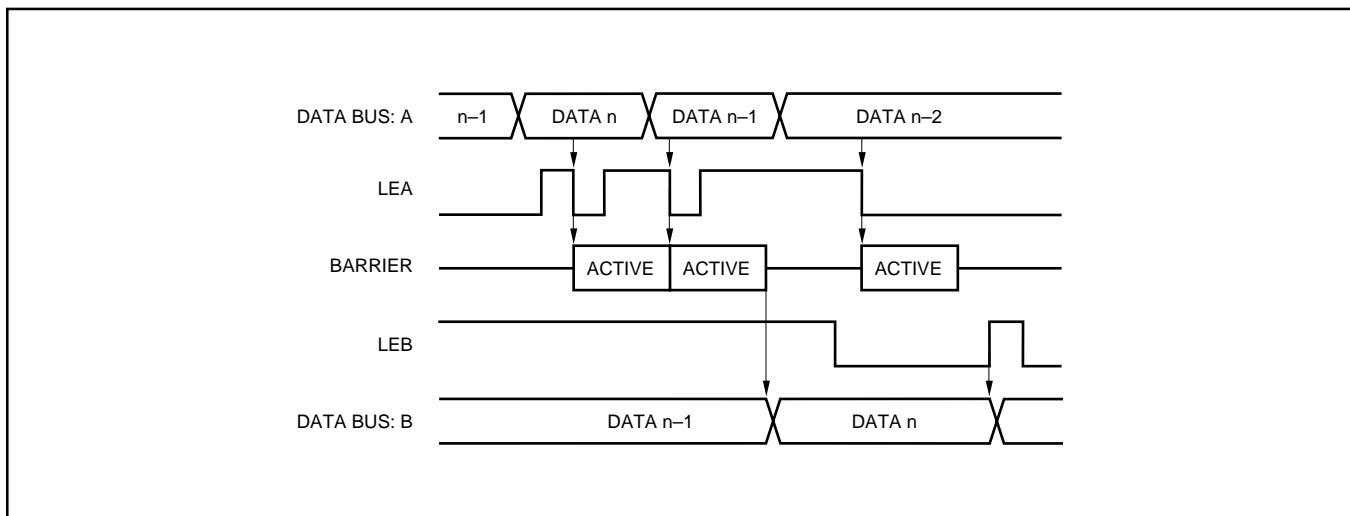 DATA BUS: A n–1 DATA n DATA n–1 DATA n–2
LEA
BARRIER ACTIVE ACTIVE ACTIVE
LEB
DATA BUS: B DATA n–1 DATA n